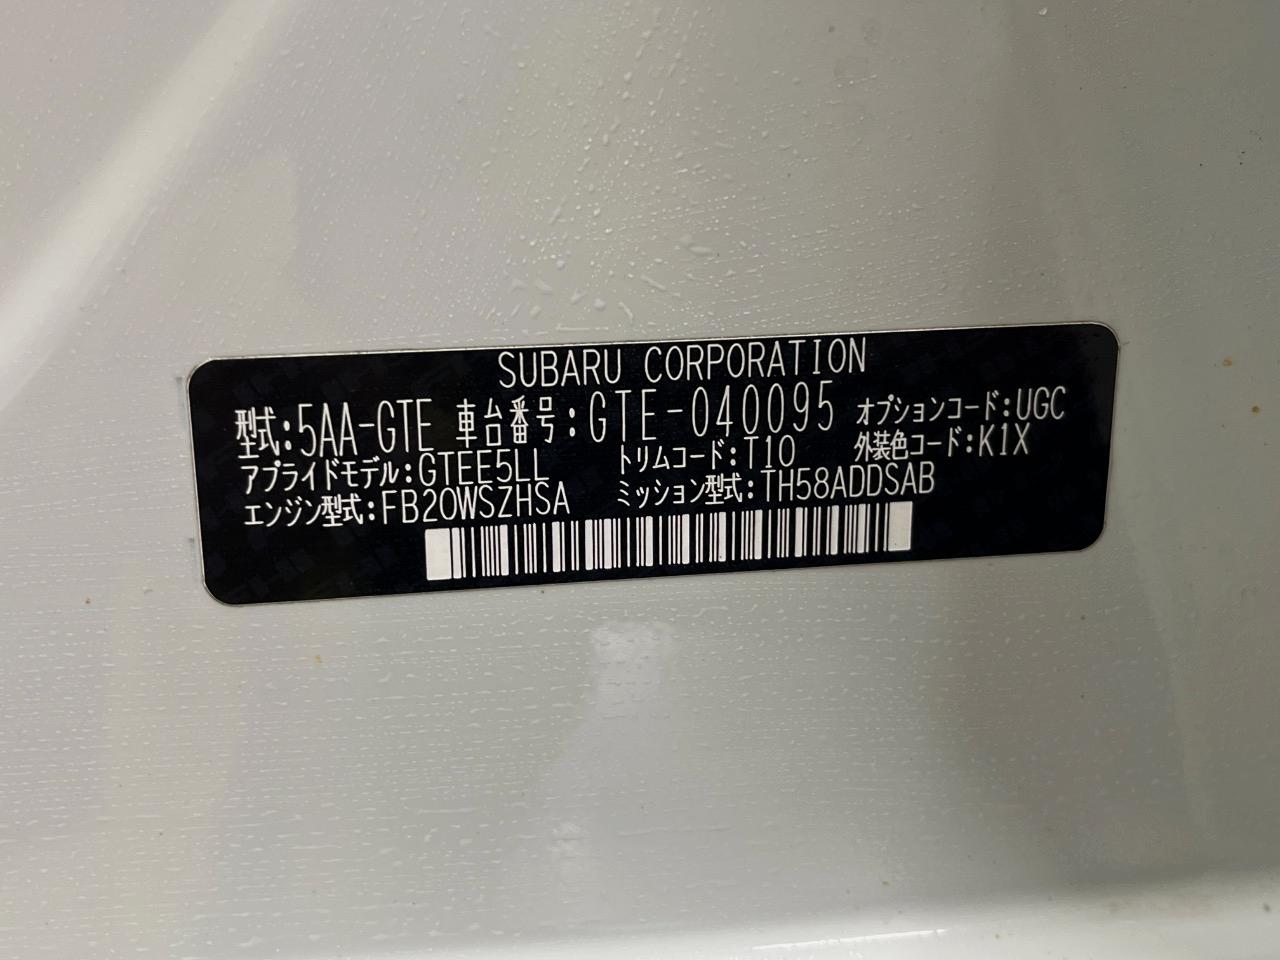 SUBARU CORPORATION
型式:5AA-GTE 車台番号:GTE-040095 オプションコード:UGC
アプライドモデル:GTEE5LL トリムコード:T10 外装色コード:K1X
エンジン型式:FB20WSZHSA ミッション型式:TH58ADDSAB